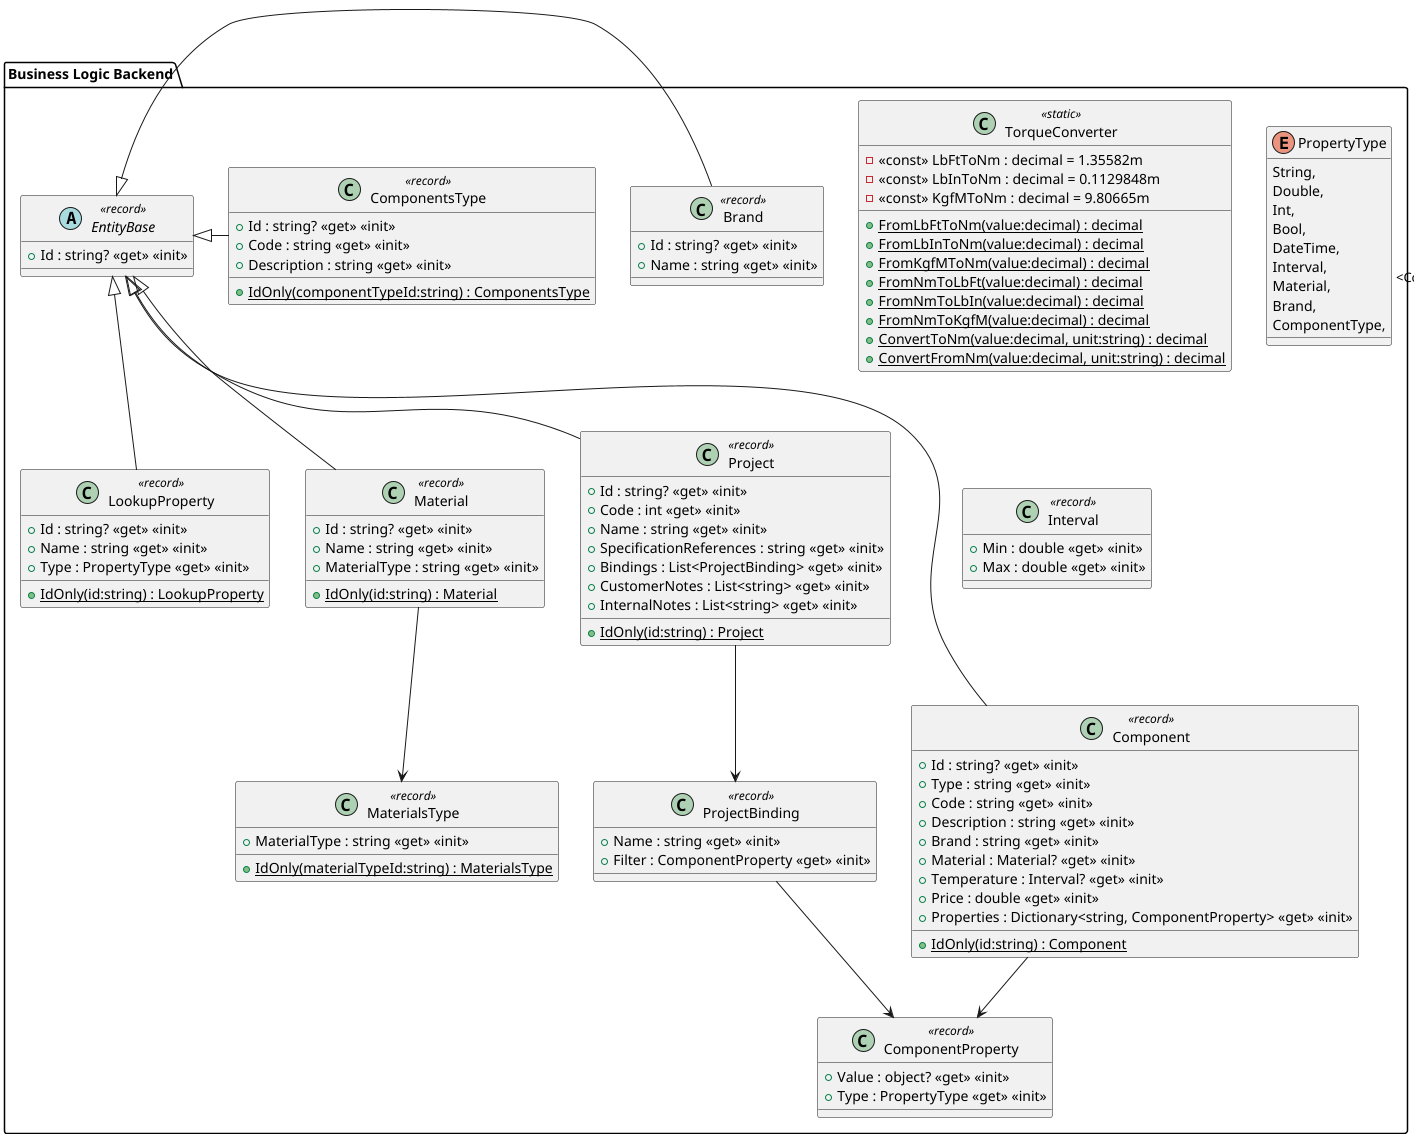 Business Logic Backend
«static»
TorqueConverter
«const» LbFtToNm : decimal = 1.35582m
«const» LbInToNm : decimal = 0.1129848m
«const» KgfMToNm : decimal = 9.80665m
FromLbFtToNm(value:decimal) : decimal
FromLbInToNm(value:decimal) : decimal
FromKgfMToNm(value:decimal) : decimal
FromNmToLbFt(value:decimal) : decimal
FromNmToLbIn(value:decimal) : decimal
FromNmToKgfM(value:decimal) : decimal
ConvertToNm(value:decimal, unit:string) : decimal
ConvertFromNm(value:decimal, unit:string) : decimal
E PropertyType
String,
Double,
Int,
Bool,
DateTime,
Interval,
Material,
Brand,
ComponentType,
A
«record»
EntityBase
Id : string? «get» «init»
C
«record»
ComponentsType
Id : string? «get» «init»
Code : string «get» «init»
Description : string «get» «init»
IdOnly(componentTypeId:string) : ComponentsType
C
«record»
Brand
Id : string? «get» «init»
Name : string «get» «init»
C
«record»
LookupProperty
Id : string? «get» «init»
Name : string «get» «init»
Type : PropertyType «get» «init»
IdOnly(id:string) : LookupProperty
C
«record»
Material
Id : string? «get» «init»
Name : string «get» «init»
MaterialType : string «get» «init»
IdOnly(id:string) : Material
C
«record»
Project
Id : string? «get» «init»
Code : int «get» «init»
Name : string «get» «init»
SpecificationReferences : string «get» «init»
Bindings : List<ProjectBinding> «get» «init»
CustomerNotes : List<string> «get» «init»
InternalNotes : List<string> «get» «init»
IdOnly(id:string) : Project
C
«record»
Interval
Min : double «get» «init»
Max : double «get» «init»
C
«record»
MaterialsType
MaterialType : string «get» «init»
IdOnly(materialTypeId:string) : MaterialsType
C
«record»
ProjectBinding
Name : string «get» «init»
Filter : ComponentProperty «get» «init»
C
«record»
Component
Id : string? «get» «init»
Type : string «get» «init»
Code : string «get» «init»
Description : string «get» «init»
Brand : string «get» «init»
Material : Material? «get» «init»
Temperature : Interval? «get» «init»
Price : double «get» «init»
Properties : Dictionary<string, ComponentProperty> «get» «init»
IdOnly(id:string) : Component
C
«record»
ComponentProperty
Value : object? «get» «init»
Type : PropertyType «get» «init»